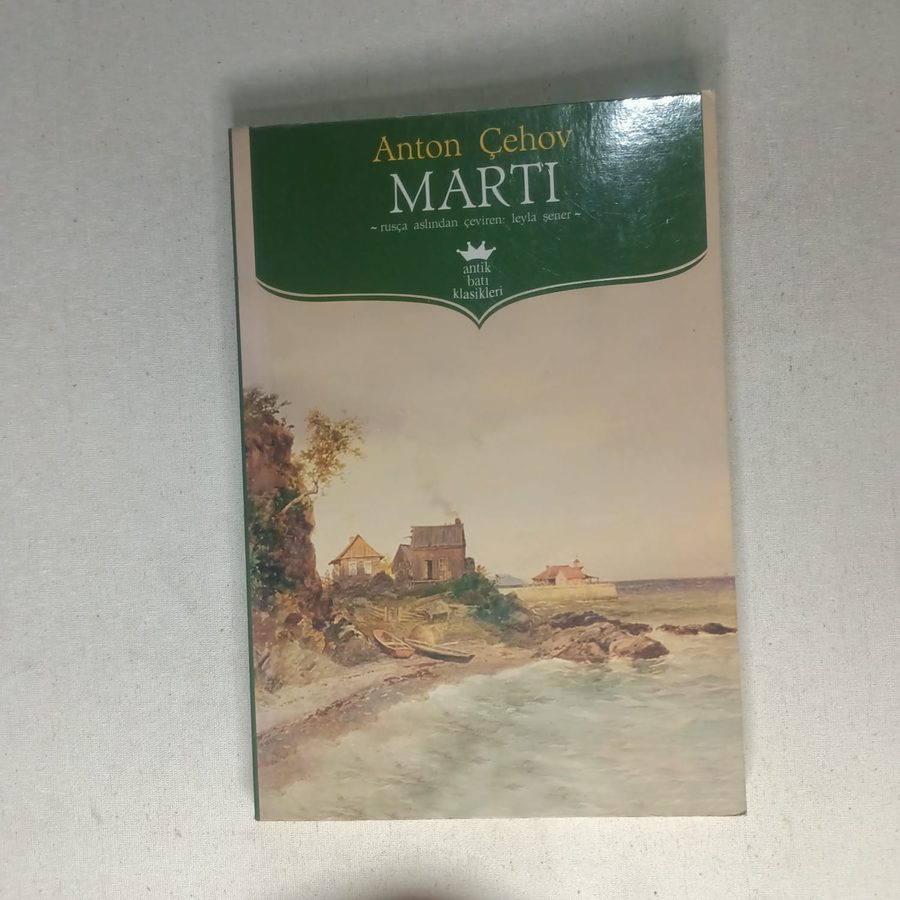 Anton Çehov
MARTI
~ rusça aslından çeviren: leyla şener ~
antik
batı
klasikleri